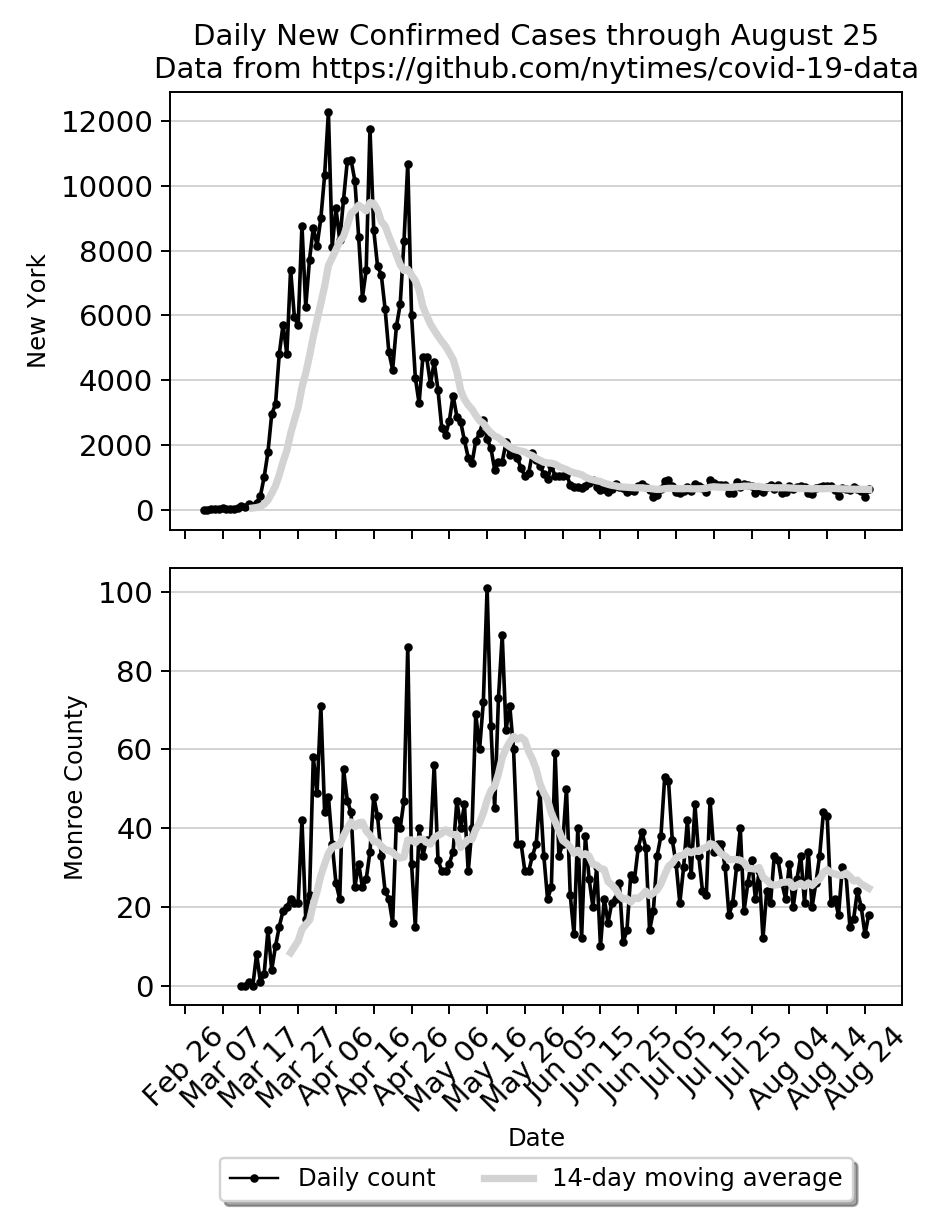 Daily New Confirmed Cases through August 25
Data from https://github.com/nytimes/covid-19-data
12000
10000
8000
6000
4000
2000
0
New York
100
80
60
40
20
0
Monroe County
Feb 26
Mar 07
Mar 17
Mar 27
Apr 06
Apr 16
Apr 26
May 06
May 16
May 26
Jun 05
Jun 15
Jun 25
Jul 05
Jul 15
Jul 25
Aug 04
Aug 14
Aug 24
Date
Daily count
14-day moving average